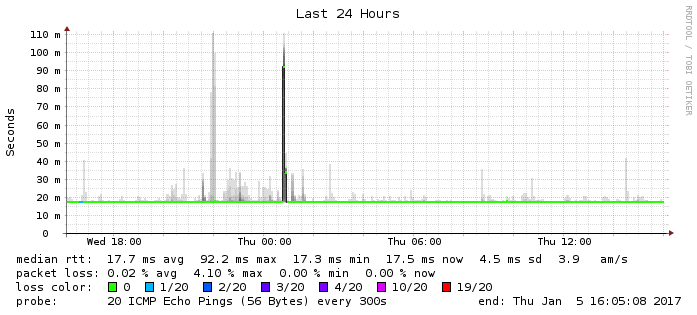 Last 24 Hours
RRDTOOL / TOBI OETIKER
Seconds
110 m
100 m
90 m
80 m
70 m
60 m
50 m
40 m
30 m
20 m
10 m
0
Wed 18:00 Thu 00:00 Thu 06:00 Thu 12:00
median rtt: 17.7 ms avg 92.2 ms max 17.3 ms min 17.5 ms now 4.5 ms sd 3.9 am/s
packet loss: 0.02 % avg 4.10 % max 0.00 % min 0.00 % now
loss color: 0 1/20 2/20 3/20 4/20 10/20 19/20
probe: 20 ICMP Echo Pings (56 Bytes) every 300s end: Thu Jan 5 16:05:08 2017